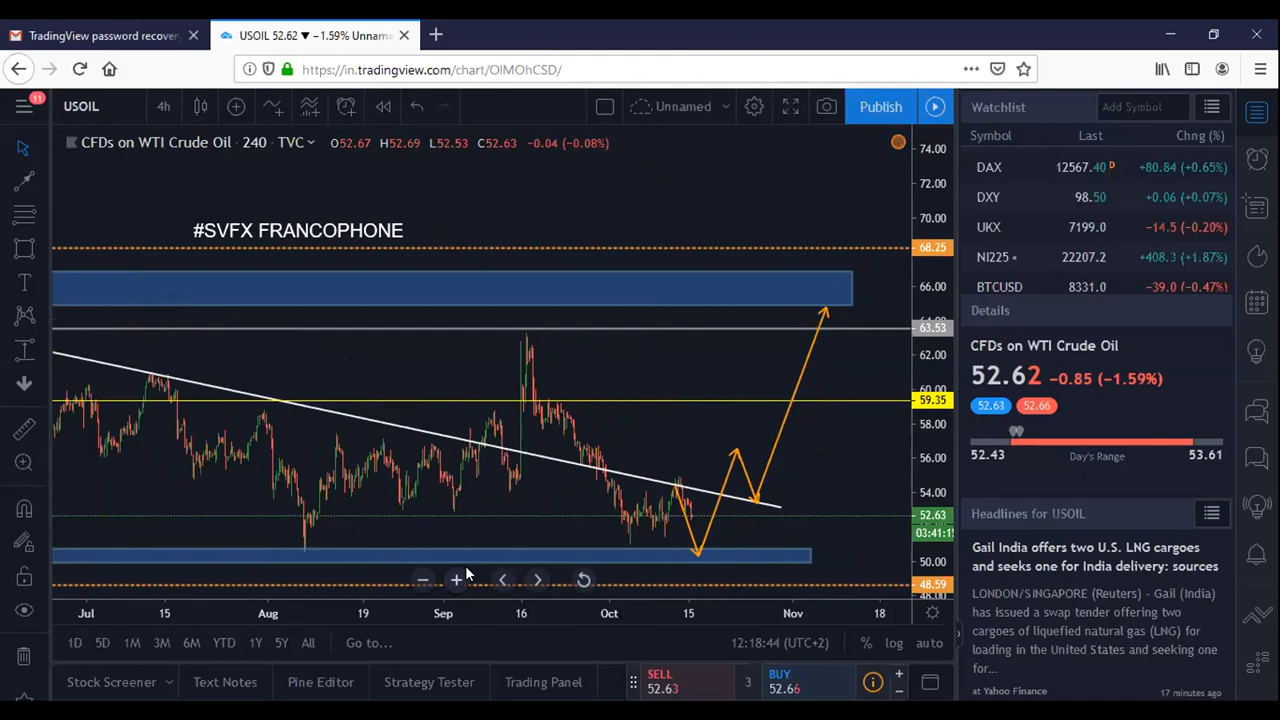 TradingView password recovery
USOIL 52.62 ▼ −1.59% Unnam
https://in.tradingview.com/chart/OIMOhCSD/
11
USOIL
4h
Unnamed
Publish
CFDs on WTI Crude Oil · 240 · TVC
O52.67 H52.69 L52.53 C52.63 −0.04 (−0.08%)
#SVFX FRANCOPHONE
74.00
72.00
70.00
68.25
66.00
63.53
62.00
60.00
59.35
58.00
56.00
54.00
52.63
03:41:15
50.00
48.59
48.00
Jul 15 Aug 19 Sep 16 Oct 15 Nov 18
1D 5D 1M 3M 6M YTD 1Y 5Y All Go to...
12:18:44 (UTC+2) % log auto
Stock Screener Text Notes Pine Editor Strategy Tester Trading Panel
SELL
52.63
3
BUY
52.66
Watchlist
Add Symbol
Symbol Last Chng (%)
DAX 12567.40 D +80.84 (+0.65%)
DXY 98.50 +0.06 (+0.07%)
UKX 7199.0 −14.5 (−0.20%)
NI225 22207.2 +408.3 (+1.87%)
BTCUSD 8331.0 −39.0 (−0.47%)
Details
CFDs on WTI Crude Oil
52.62 −0.85 (−1.59%)
52.63 52.66
52.43 Day's Range 53.61
Headlines for USOIL
Gail India offers two U.S. LNG cargoes
and seeks one for India delivery: sources
LONDON/SINGAPORE (Reuters) - Gail (India)
has issued a swap tender offering two
cargoes of liquefied natural gas (LNG) for
loading in the United States and seeking one
for...
at Yahoo Finance 17 minutes ago